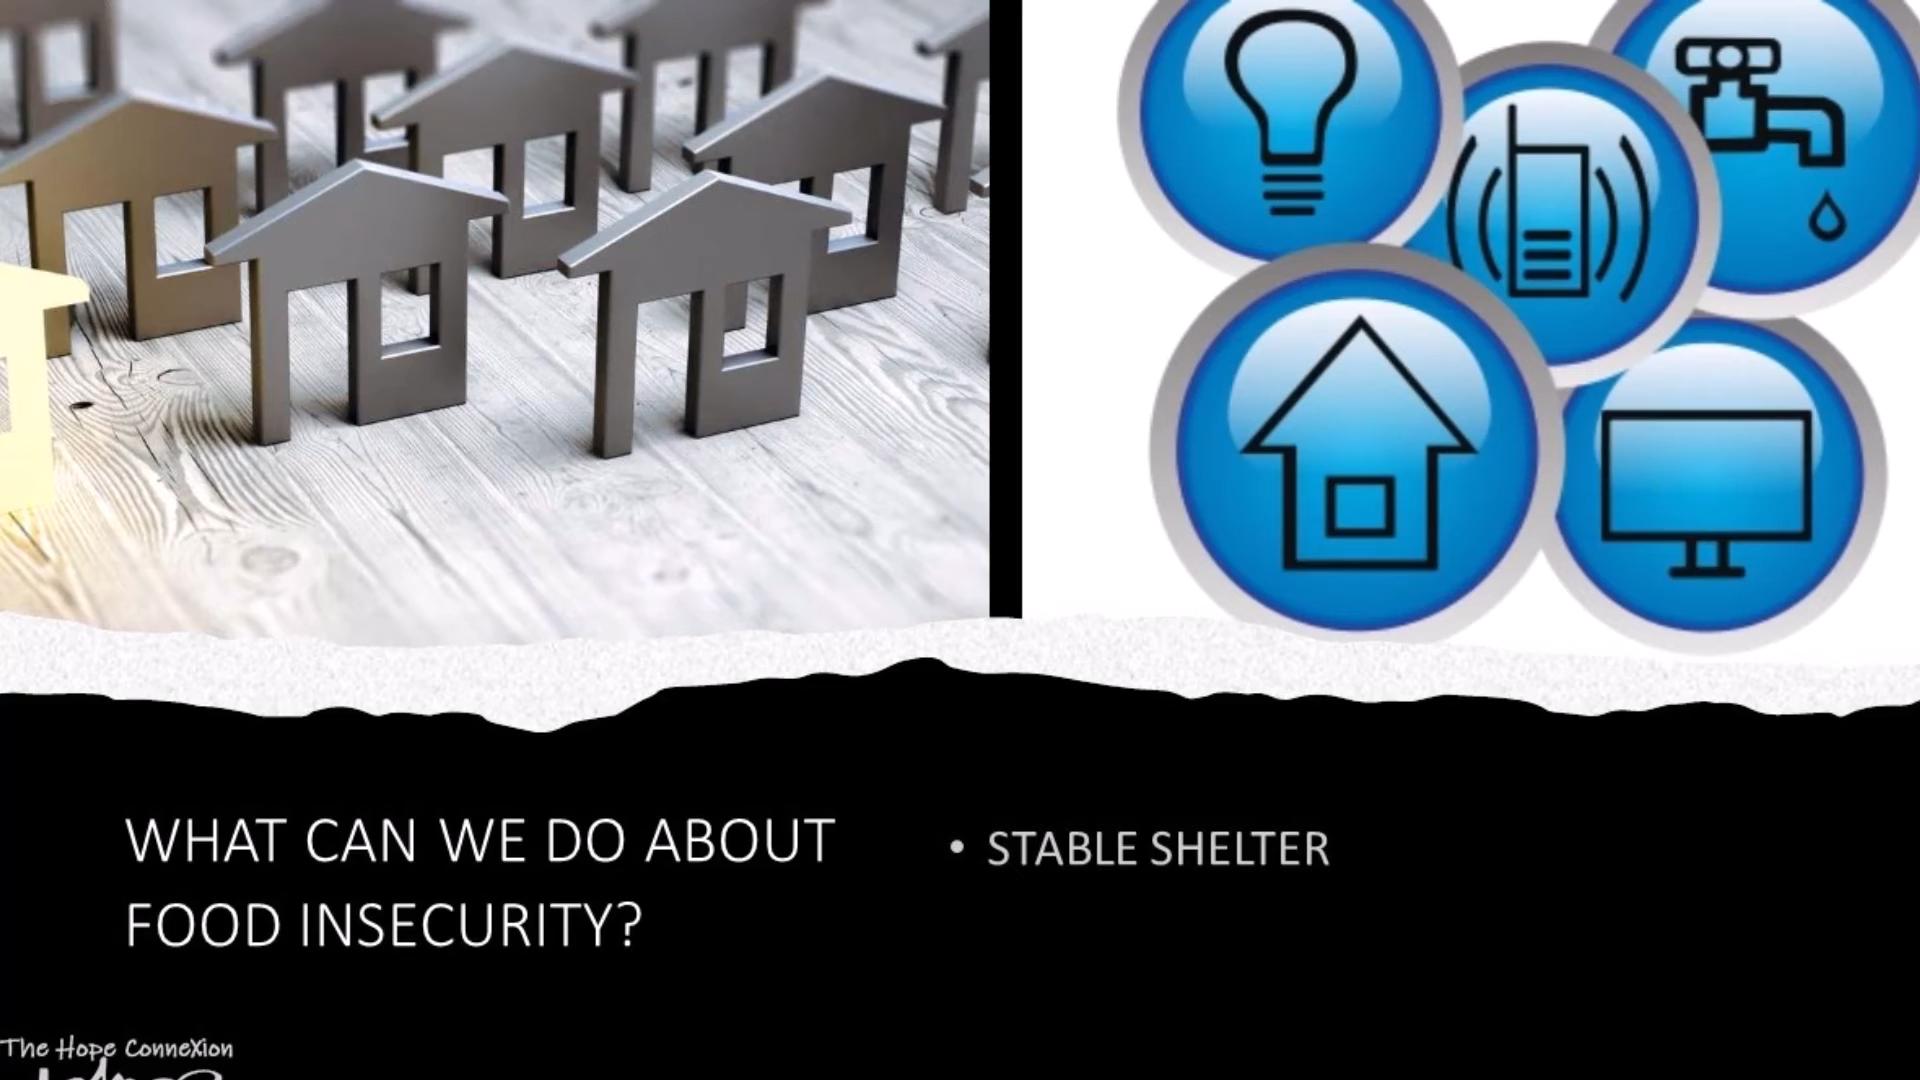 WHAT CAN WE DO ABOUT
FOOD INSECURITY?
• STABLE SHELTER
The Hope ConneXion